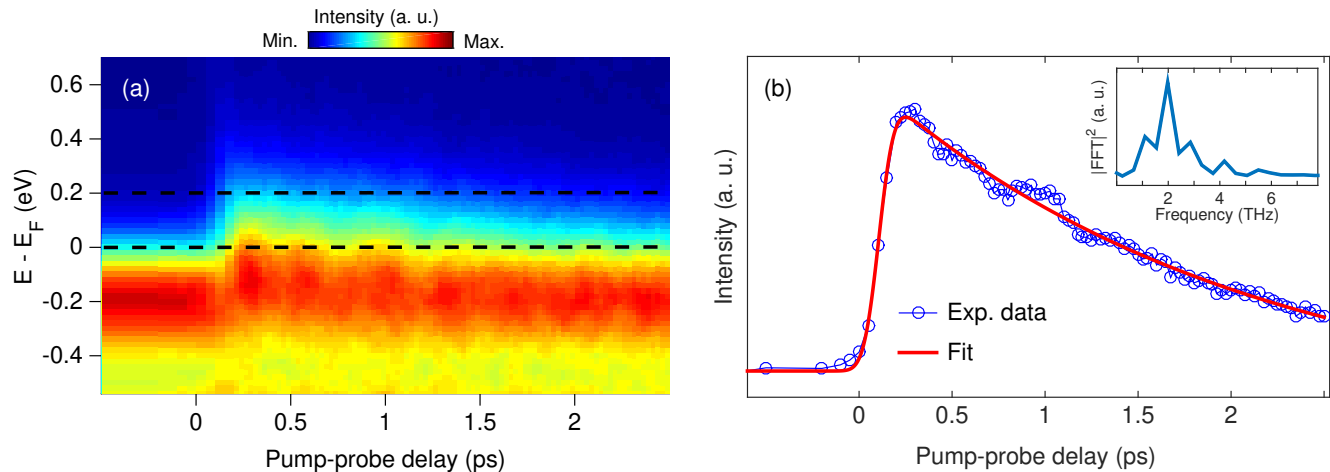 Intensity (a. u.)
Min. Max.
(a)
E - E_F (eV)
0.6
0.4
0.2
0
-0.2
-0.4
0 0.5 1 1.5 2
Pump-probe delay (ps)
(b)
Intensity (a. u.)
Exp. data
Fit
0 0.5 1 1.5 2
Pump-probe delay (ps)
|FFT|² (a. u.)
2 4 6
Frequency (THz)